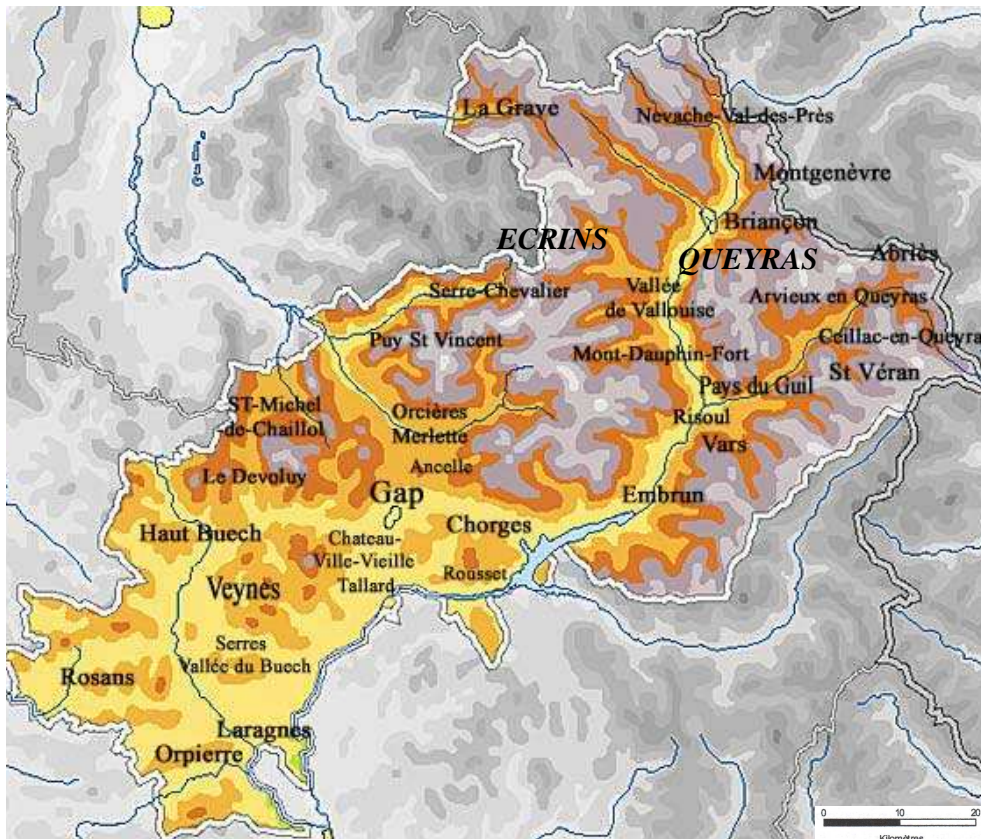 La Grave
Nevache-Val-des-Près
Montgenèvre
Briançon
ECRINS
QUEYRAS
Abriès
Serre-Chevalier
Vallée
de Vallouise
Arvieux en Queyras
Puy St Vincent
Ceillac-en-Queyra
Mont-Dauphin-Fort
St Véran
Pays du Guil
ST-Michel
-de-Chaillol
Orcières
Merlette
Risoul
Vars
Ancelle
Le Devoluy
Gap
Embrun
Haut Buech
Chorges
Chateau-
Ville-Vieille
Tallard
Rousset
Veynès
Serres
Vallée du Buech
Rosans
Laragnes
Orpierre
0 10 20
Kilomètres